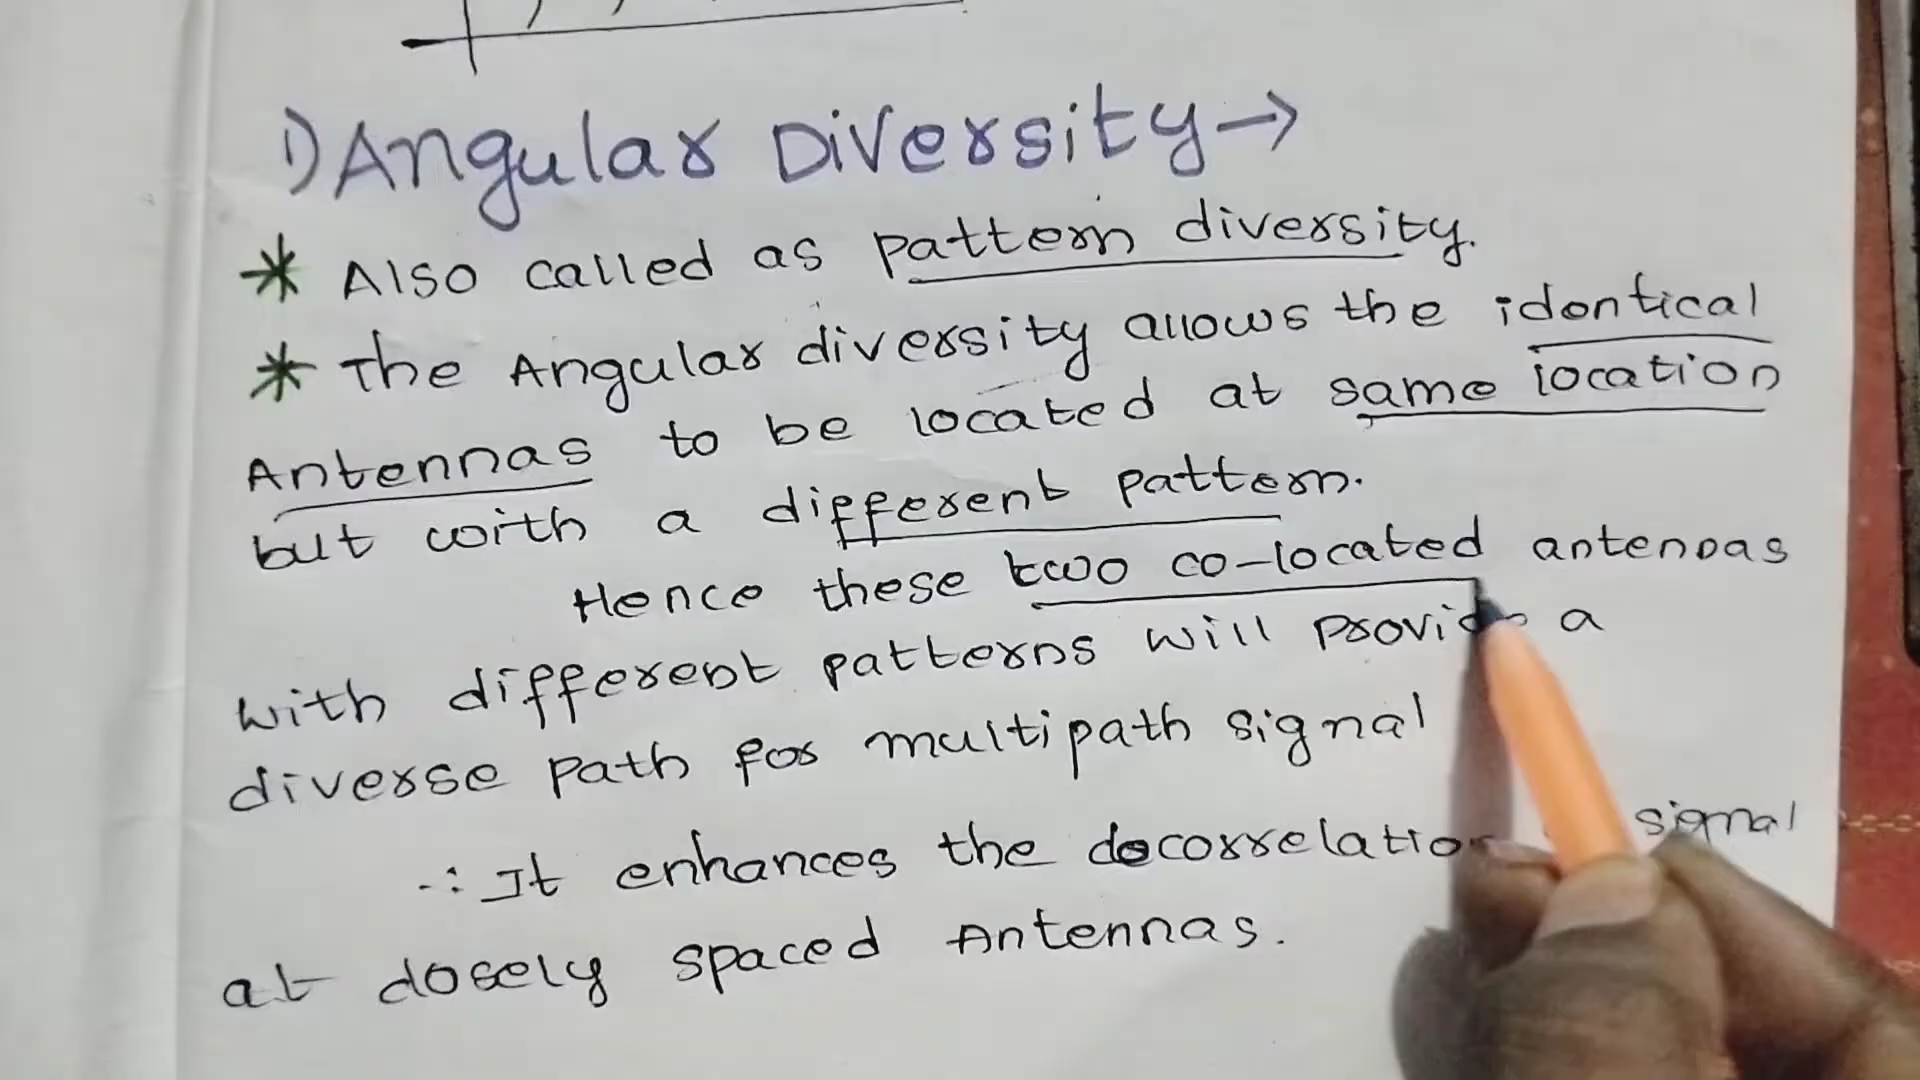 1) Angular Diversity →
* Also called as pattern diversity.
* The Angular diversity allows the identical
Antennas to be located at same location
but with a different pattern.
Hence these two co-located antennas
with different patterns will provide a
diverse path for multipath signal
∴ It enhances the decorrelation signal
at closely spaced Antennas.